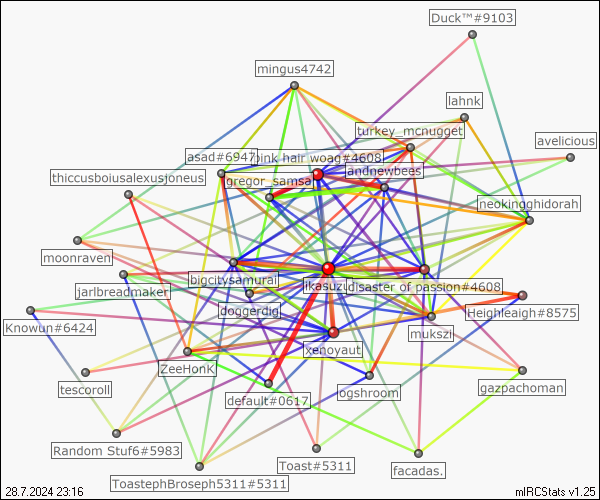 Duck™#9103
mingus4742
lahnk
turkey_mcnugget
avelicious
asad#6947
pink hair woag#4608
andnewbees
thiccusboiusalexusjoneus
gregor_samsa
neokingghidorah
moonraven
bigcitysamurai
ikasuzu
disaster of passion#4608
jarlbreadmaker
doggerdig
Heighleagh#8575
Knowun#6424
mukszi
xenoyaut
ZeeHonk
tescoroll
default#0617
ogshroom
gazpachoman
Random Stuf6#5983
Toast#5311
facadas.
ToastephBroseph5311#5311
28.7.2024 23:16
mIRCStats v1.25